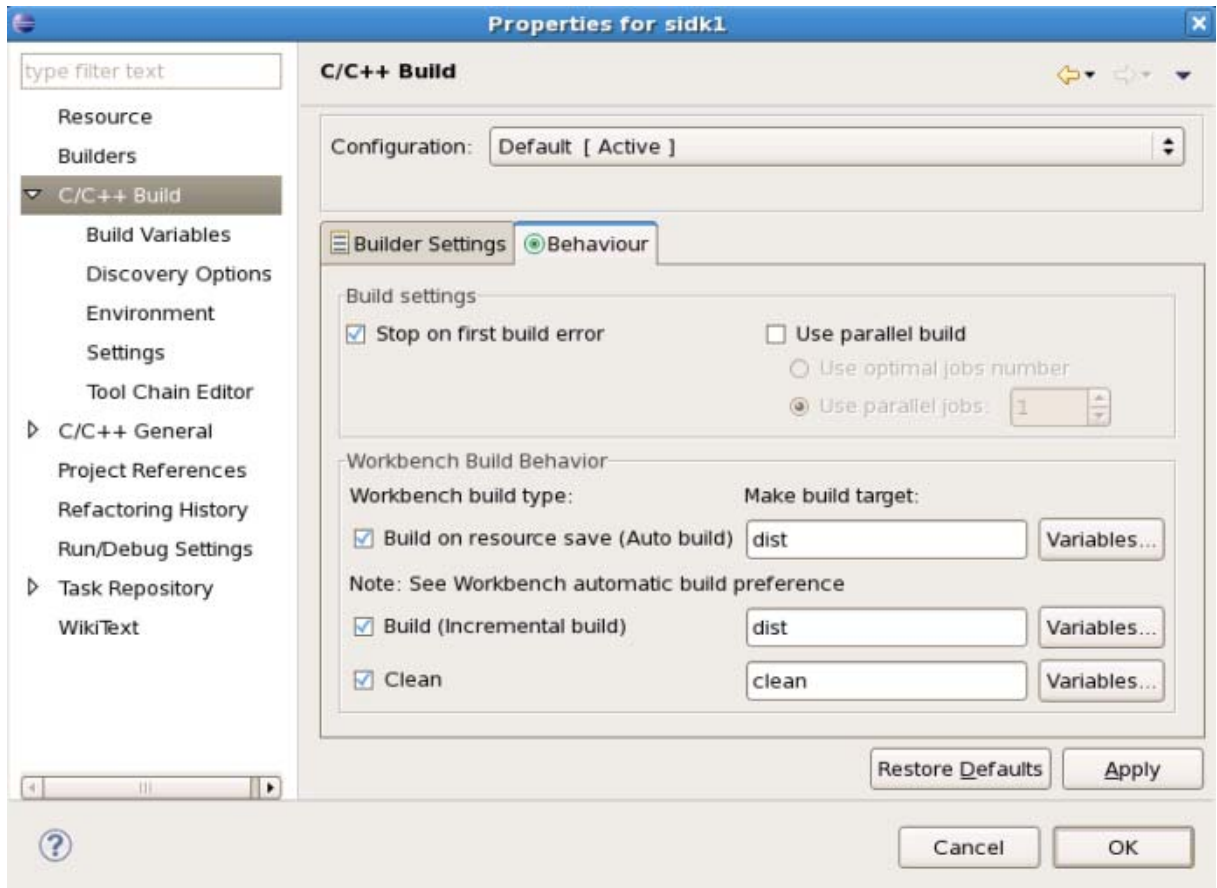 Properties for sidk1
type filter text
Resource
Builders
C/C++ Build
Build Variables
Discovery Options
Environment
Settings
Tool Chain Editor
C/C++ General
Project References
Refactoring History
Run/Debug Settings
Task Repository
WikiText
C/C++ Build
Configuration: Default [ Active ]
Builder Settings Behaviour
Build settings
Stop on first build error Use parallel build
Use optimal jobs number
Use parallel jobs: 1
Workbench Build Behavior
Workbench build type: Make build target:
Build on resource save (Auto build) dist Variables...
Note: See Workbench automatic build preference
Build (Incremental build) dist Variables...
Clean clean Variables...
Restore Defaults Apply
Cancel OK